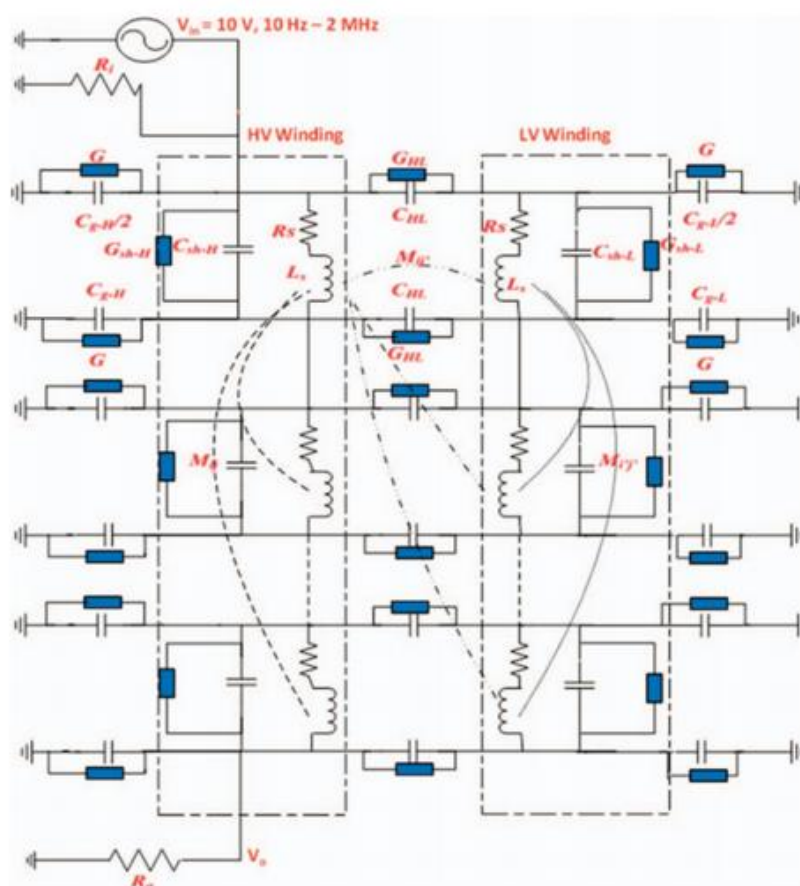 V_in = 10 V, 10 Hz – 2 MHz
R_i
HV Winding
LV Winding
G
G_HL
G
C_g-H/2
C_HL
C_g-L/2
G_sh-H
C_sh-H
Rs
Rs
C_sh-L
G_sh-L
L_s
M_ii'
L_s
C_g-H
C_HL
C_g-L
G
G_HL
G
M_ij
M_i'j'
V_o
R_o